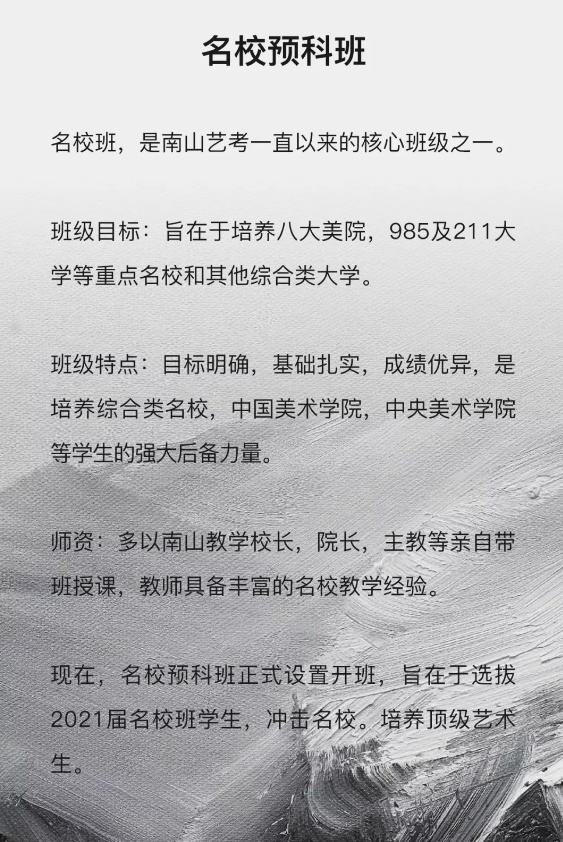 名校预科班
名校班，是南山艺考一直以来的核心班级之一。
班级目标：旨在于培养八大美院，985及211大
学等重点名校和其他综合类大学。
班级特点：目标明确，基础扎实，成绩优异，是
培养综合类名校，中国美术学院，中央美术学院
等学生的强大后备力量。
师资：多以南山教学校长，院长，主教等亲自带
班授课，教师具备丰富的名校教学经验。
现在，名校预科班正式设置开班，旨在于选拔
2021届名校班学生，冲击名校。培养顶级艺术
生。